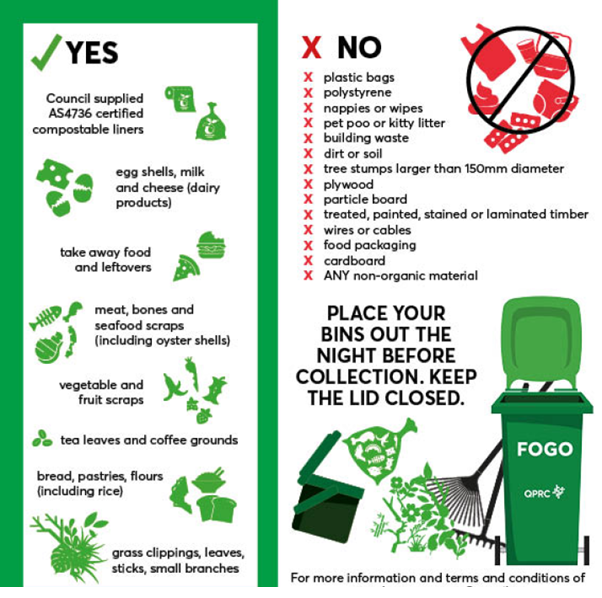 YES
Council supplied
AS4736 certified
compostable liners
egg shells, milk
and cheese (dairy
products)
take away food
and leftovers
meat, bones and
seafood scraps
(including oyster shells)
vegetable and
fruit scraps
tea leaves and coffee grounds
bread, pastries, flours
(including rice)
grass clippings, leaves,
sticks, small branches
X NO
X plastic bags
X polystyrene
X nappies or wipes
X pet poo or kitty litter
X building waste
X dirt or soil
X tree stumps larger than 150mm diameter
X plywood
X particle board
X treated, painted, stained or laminated timber
X wires or cables
X food packaging
X cardboard
X ANY non-organic material
PLACE YOUR
BINS OUT THE
NIGHT BEFORE
COLLECTION. KEEP
THE LID CLOSED.
FOGO
QPRC
For more information and terms and conditions of